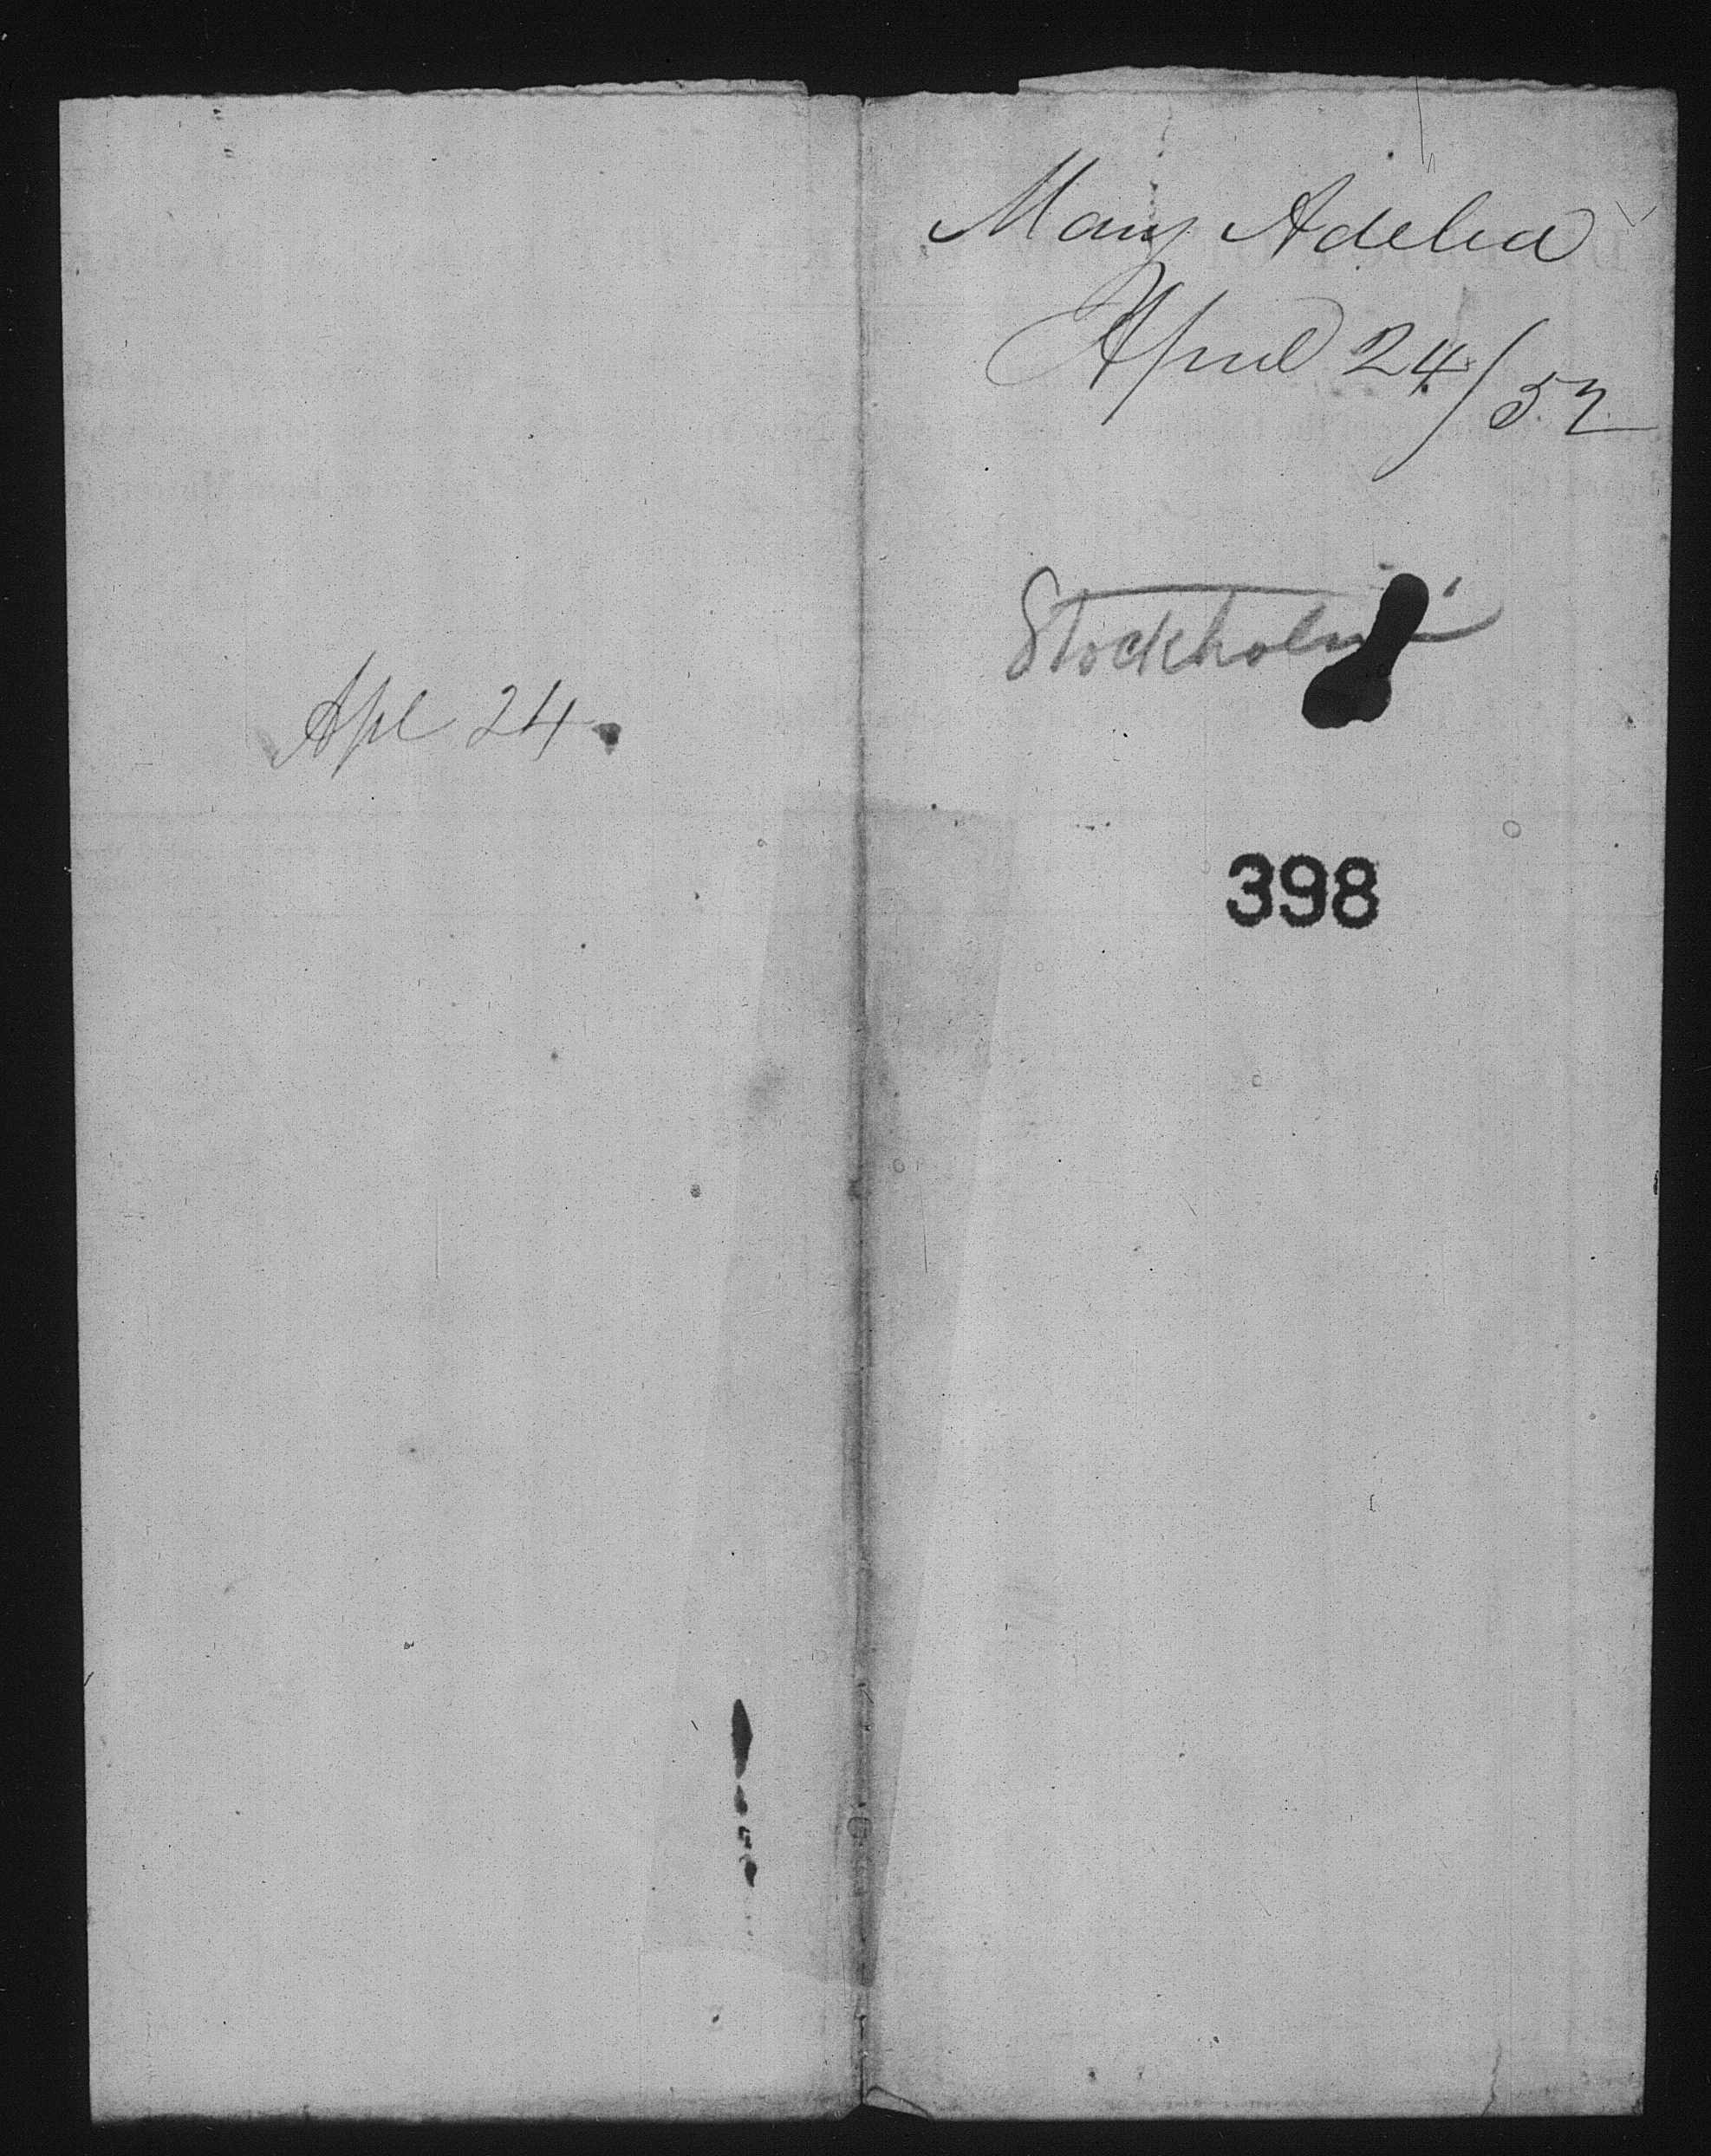 Apl 24
Mary Adelia
April 24/52
Stockholm
398